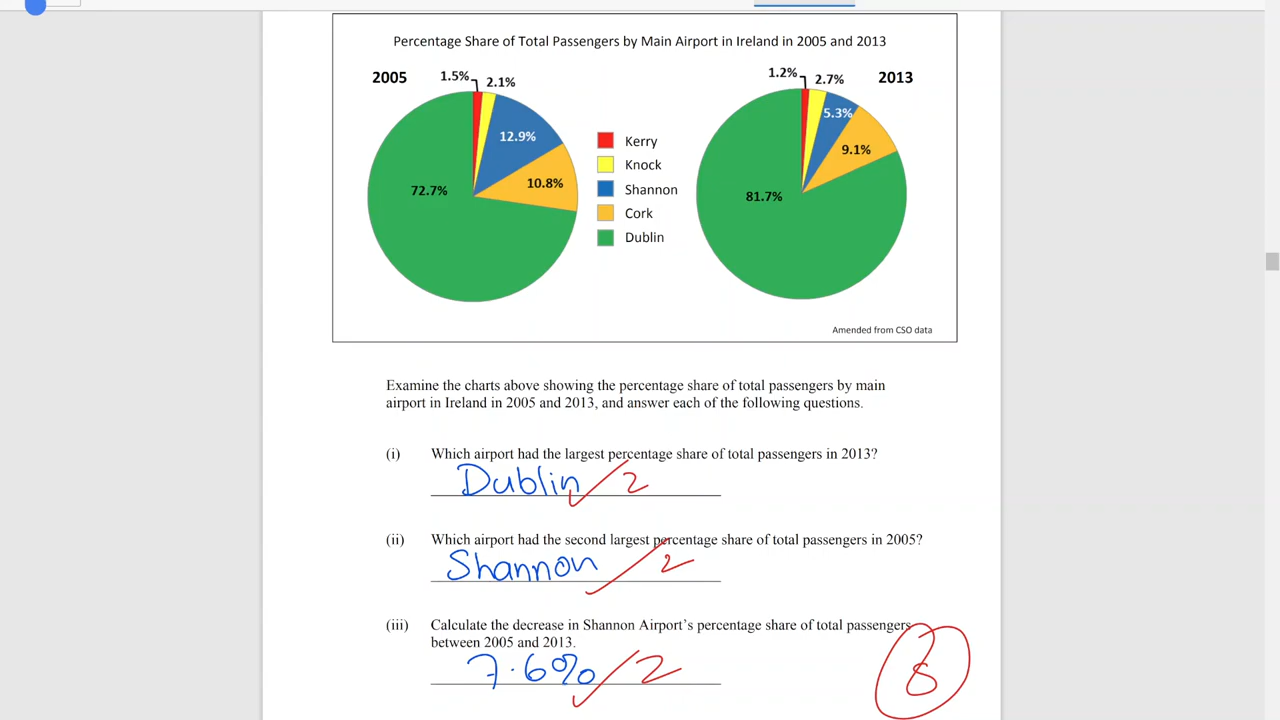 Percentage Share of Total Passengers by Main Airport in Ireland in 2005 and 2013
2005
1.5%
2.1%
12.9%
10.8%
72.7%
Kerry
Knock
Shannon
Cork
Dublin
2013
1.2%
2.7%
5.3%
9.1%
81.7%
Amended from CSO data
Examine the charts above showing the percentage share of total passengers by main
airport in Ireland in 2005 and 2013, and answer each of the following questions.
(i) Which airport had the largest percentage share of total passengers in 2013?
Dublin 2
(ii) Which airport had the second largest percentage share of total passengers in 2005?
Shannon 2
(iii) Calculate the decrease in Shannon Airport's percentage share of total passengers
between 2005 and 2013.
7.6% 2